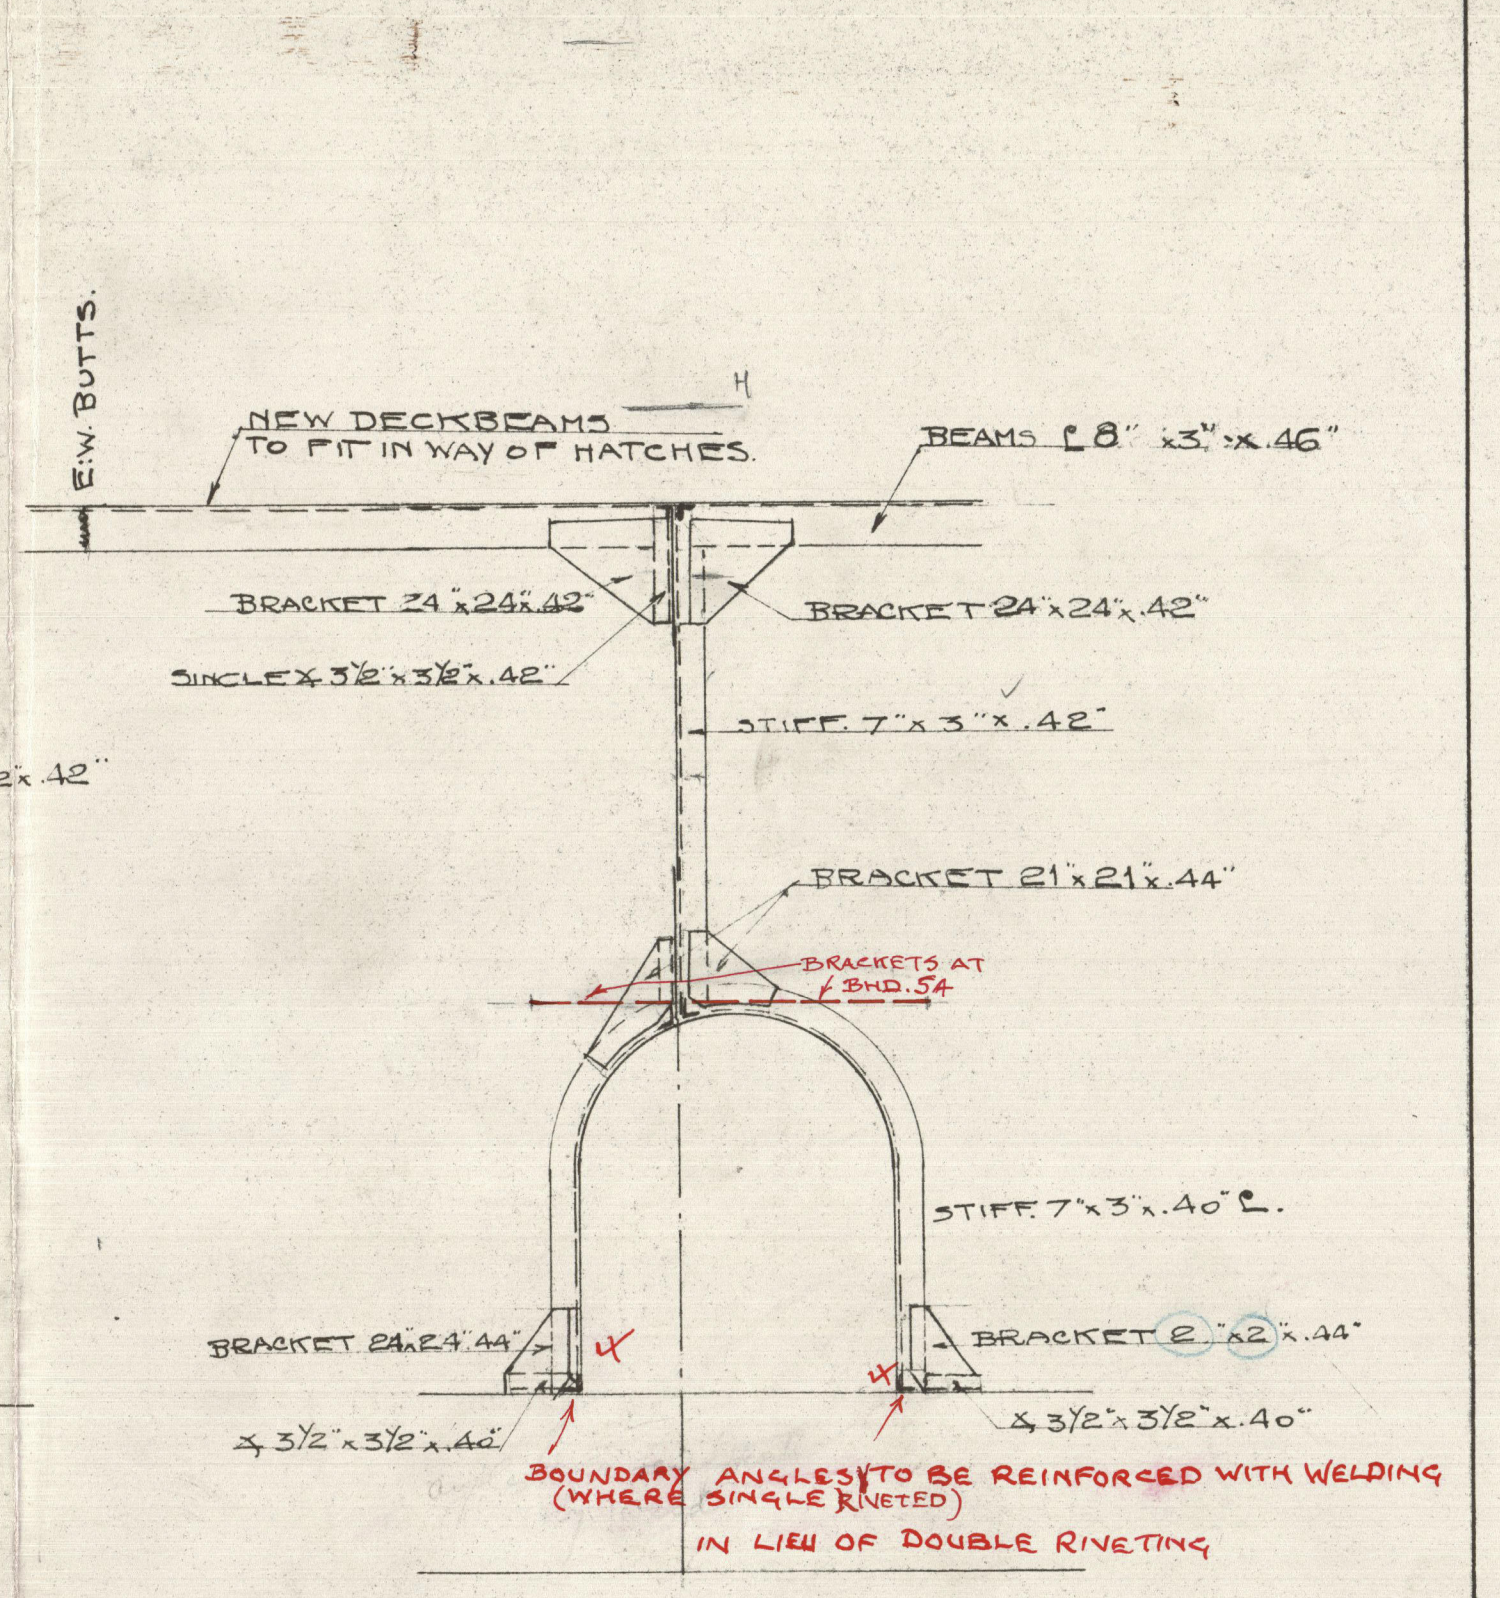 E:W. BUTTS.
H
NEW DECKBEAMS
TO FIT IN WAY OF HATCHES.
BEAMS [ 8" x3" x .46"
BRACKET 24"x24"x.42"
BRACKET 24"x24"x.42"
SINGLE ∡ 3½"x3½"x.42"
STIFF. 7"x 3"x .42"
2"x.42"
BRACKET 21"x21"x.44"
BRACKETS AT
BHD. 54
STIFF. 7"x3"x.40" [.
BRACKET 24"x24".44"
BRACKET 2 "x2 "x.44"
∡ 3½"x3½"x.40"
∡ 3½"x3½"x.40"
BOUNDARY ANGLES TO BE REINFORCED WITH WELDING
(WHERE SINGLE RIVETED)
IN LIEU OF DOUBLE RIVETING